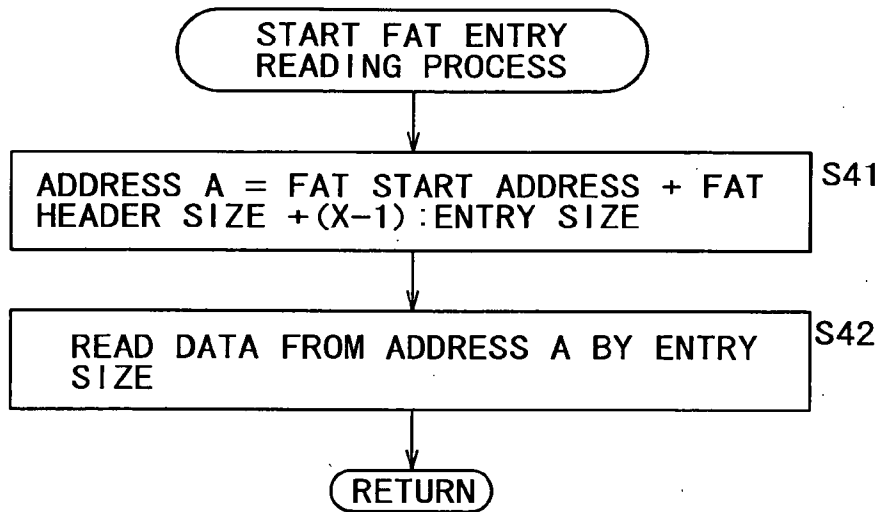 START FAT ENTRY
READING PROCESS
ADDRESS A = FAT START ADDRESS + FAT
HEADER SIZE +(X-1):ENTRY SIZE
S41
READ DATA FROM ADDRESS A BY ENTRY
SIZE
S42
RETURN